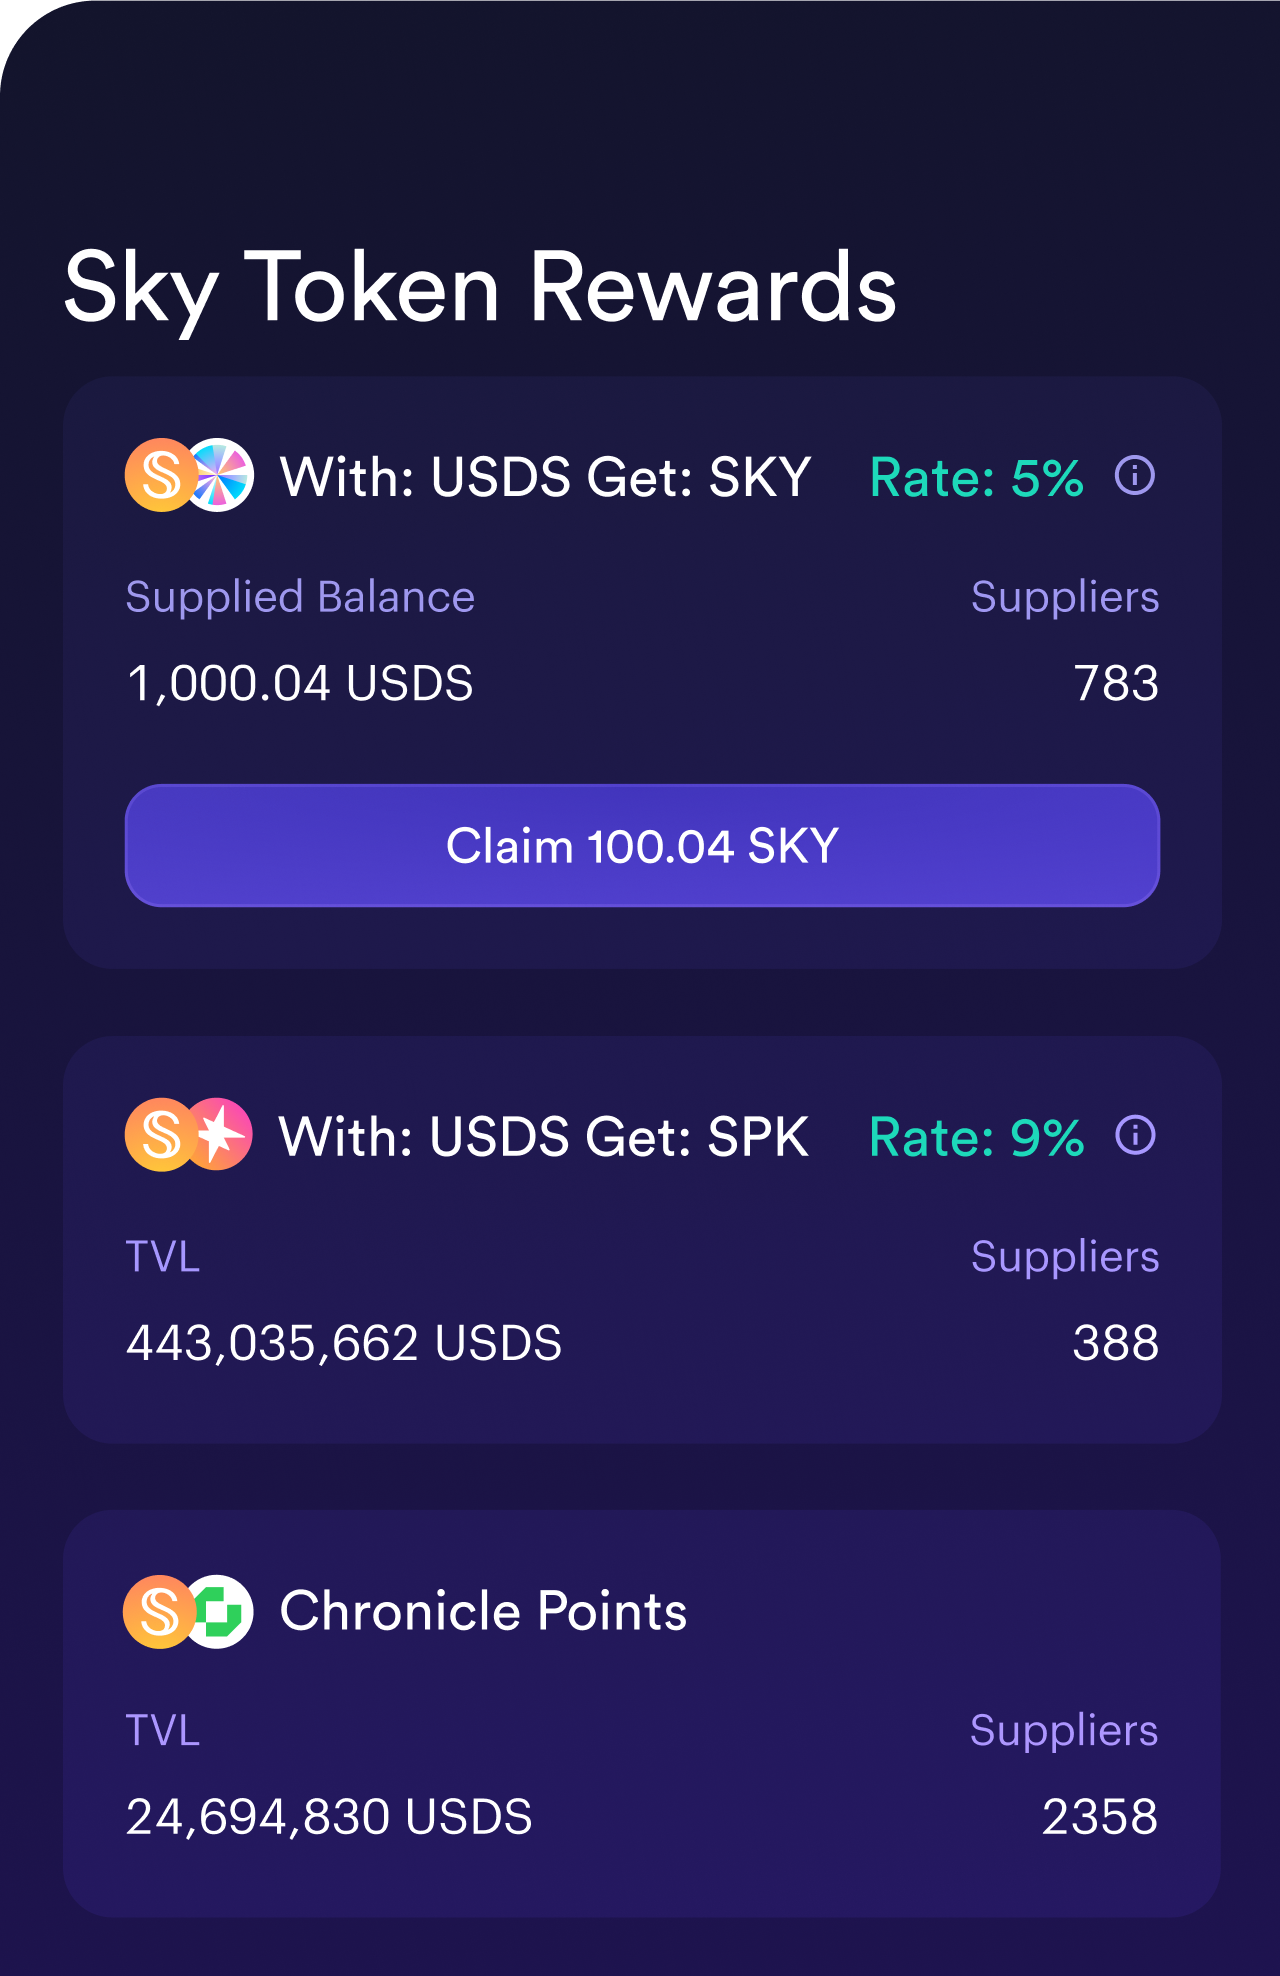 Sky Token Rewards
With: USDS Get: SKY Rate: 5%
Supplied Balance Suppliers
1,000.04 USDS 783
Claim 100.04 SKY
With: USDS Get: SPK Rate: 9%
TVL Suppliers
443,035,662 USDS 388
Chronicle Points
TVL Suppliers
24,694,830 USDS 2358